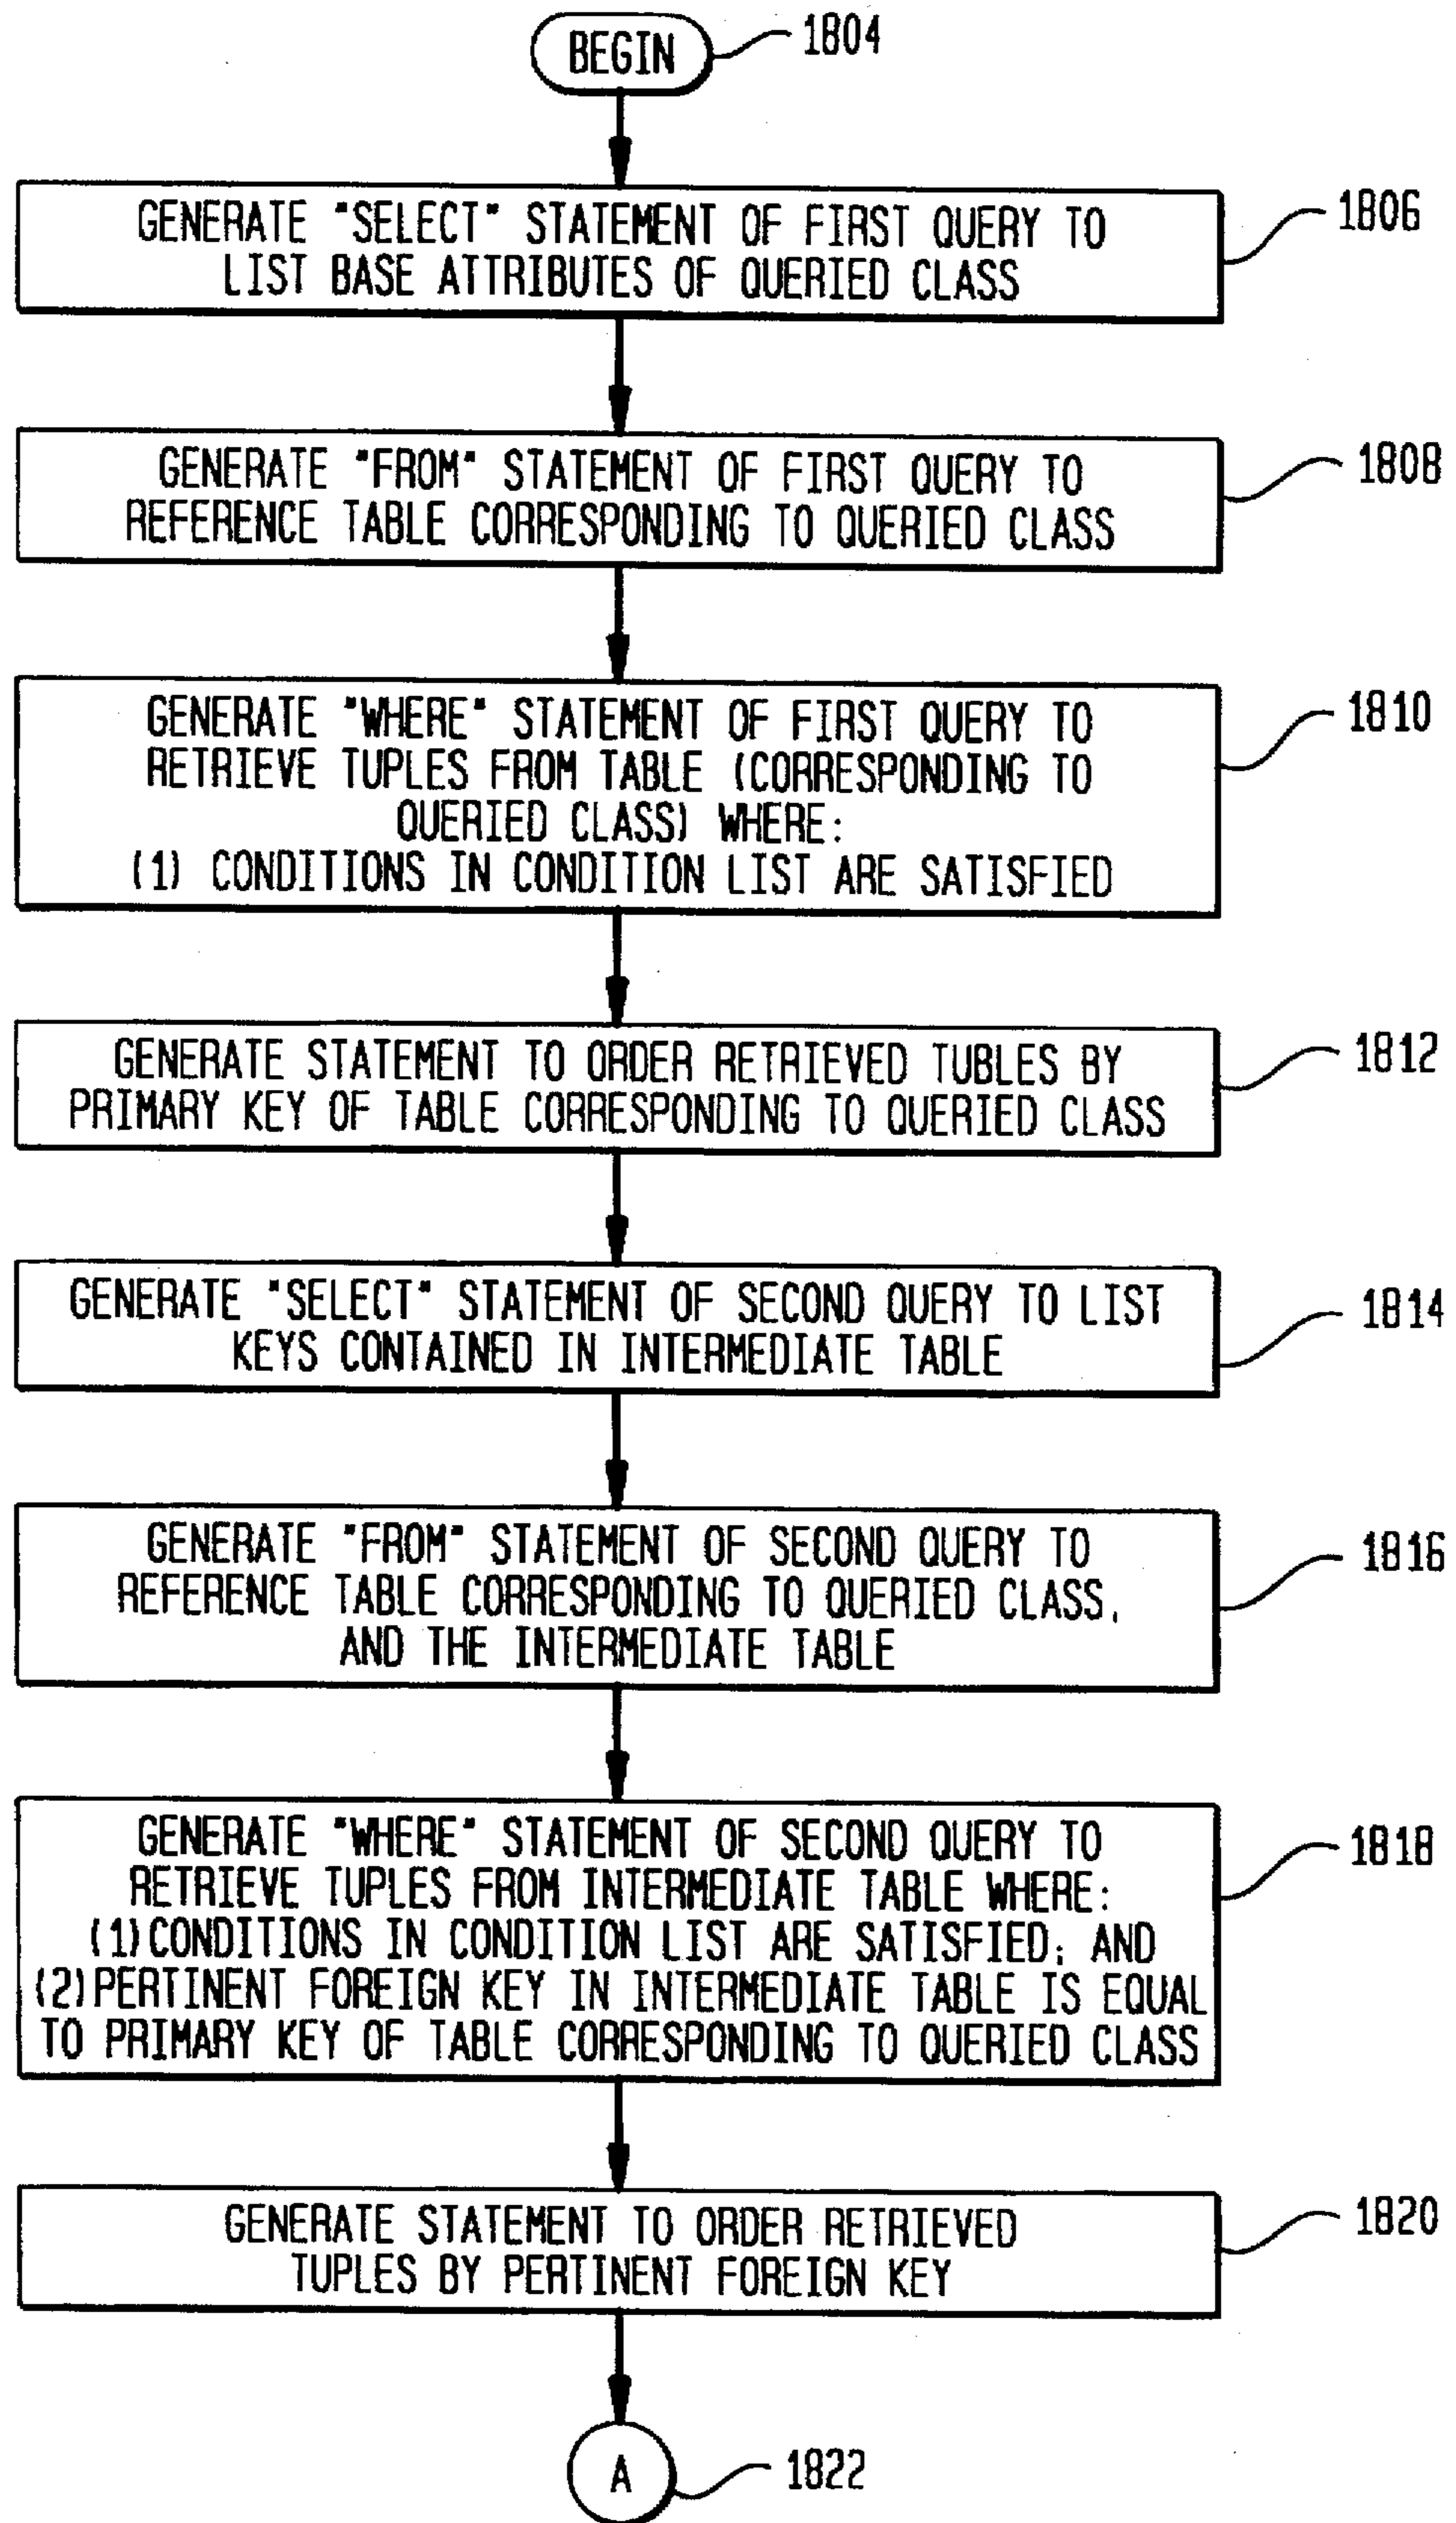 BEGIN
1804
GENERATE "SELECT" STATEMENT OF FIRST QUERY TO
LIST BASE ATTRIBUTES OF QUERIED CLASS
1806
GENERATE "FROM" STATEMENT OF FIRST QUERY TO
REFERENCE TABLE CORRESPONDING TO QUERIED CLASS
1808
GENERATE "WHERE" STATEMENT OF FIRST QUERY TO
RETRIEVE TUPLES FROM TABLE (CORRESPONDING TO
QUERIED CLASS) WHERE:
(1) CONDITIONS IN CONDITION LIST ARE SATISFIED
1810
GENERATE STATEMENT TO ORDER RETRIEVED TUBLES BY
PRIMARY KEY OF TABLE CORRESPONDING TO QUERIED CLASS
1812
GENERATE "SELECT" STATEMENT OF SECOND QUERY TO LIST
KEYS CONTAINED IN INTERMEDIATE TABLE
1814
GENERATE "FROM" STATEMENT OF SECOND QUERY TO
REFERENCE TABLE CORRESPONDING TO QUERIED CLASS,
AND THE INTERMEDIATE TABLE
1816
GENERATE "WHERE" STATEMENT OF SECOND QUERY TO
RETRIEVE TUPLES FROM INTERMEDIATE TABLE WHERE:
(1) CONDITIONS IN CONDITION LIST ARE SATISFIED; AND
(2) PERTINENT FOREIGN KEY IN INTERMEDIATE TABLE IS EQUAL
TO PRIMARY KEY OF TABLE CORRESPONDING TO QUERIED CLASS
1818
GENERATE STATEMENT TO ORDER RETRIEVED
TUPLES BY PERTINENT FOREIGN KEY
1820
A
1822